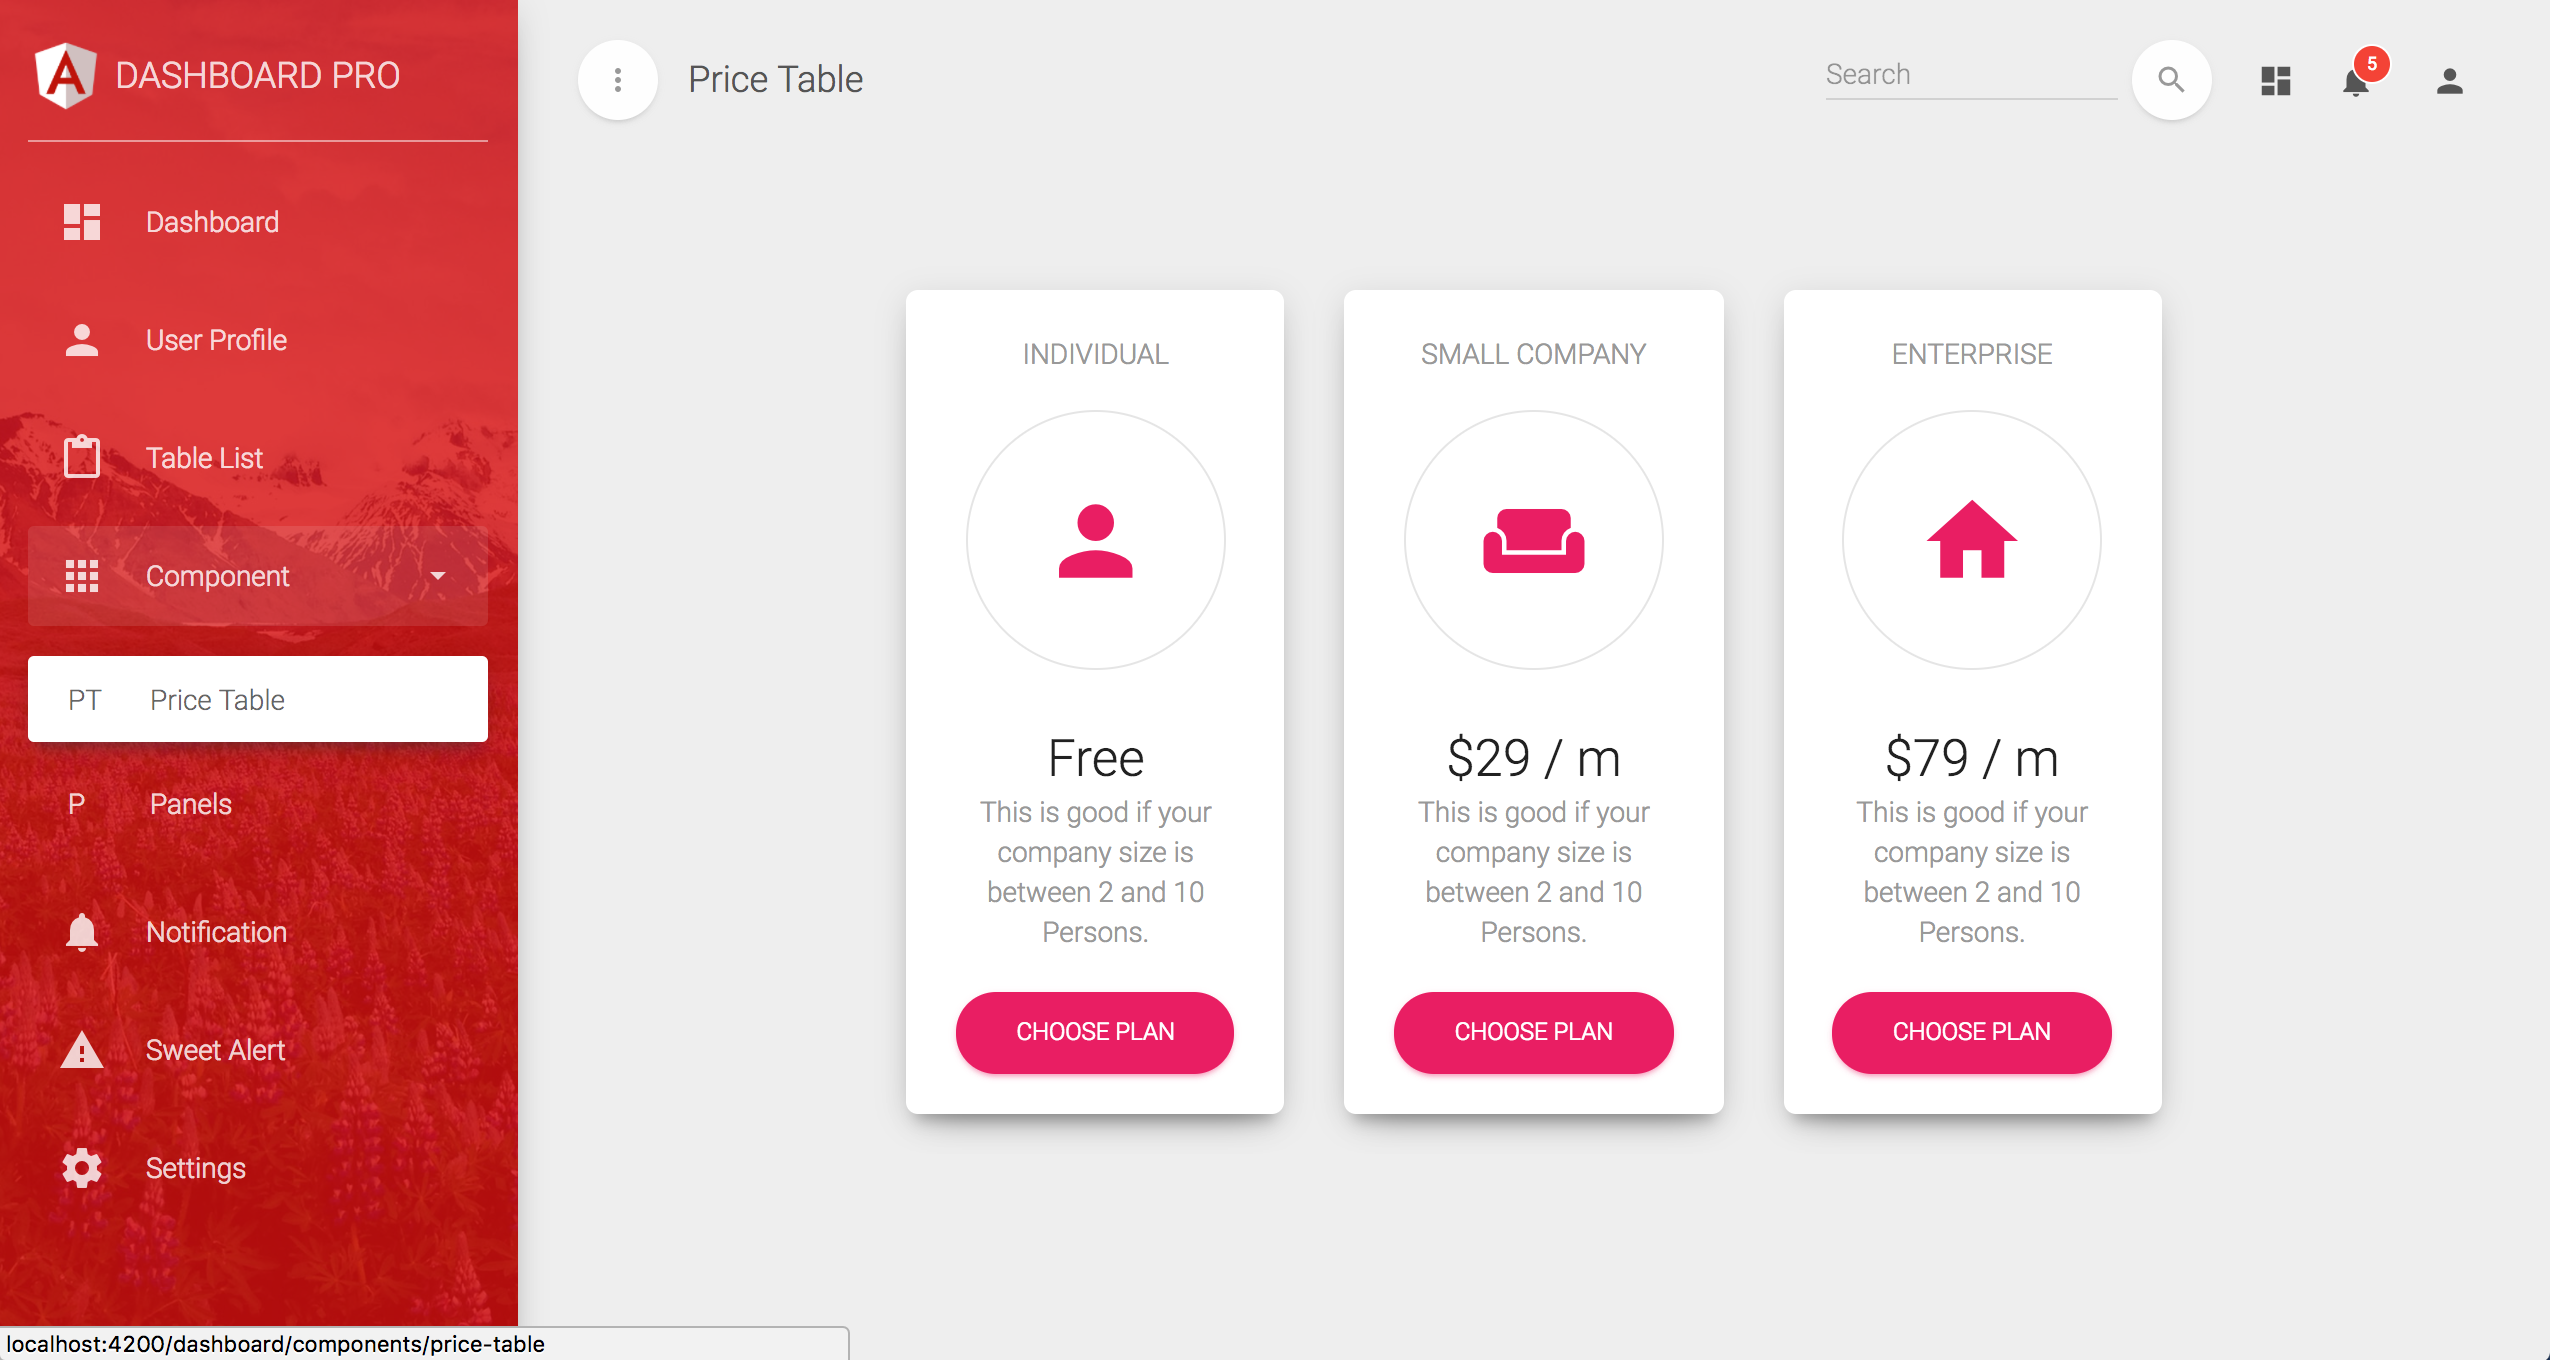 DASHBOARD PRO
Dashboard
User Profile
Table List
Component
PT Price Table
P Panels
Notification
Sweet Alert
Settings
Price Table
Search
5
INDIVIDUAL
Free
This is good if your
company size is
between 2 and 10
Persons.
CHOOSE PLAN
SMALL COMPANY
$29 / m
This is good if your
company size is
between 2 and 10
Persons.
CHOOSE PLAN
ENTERPRISE
$79 / m
This is good if your
company size is
between 2 and 10
Persons.
CHOOSE PLAN
localhost:4200/dashboard/components/price-table